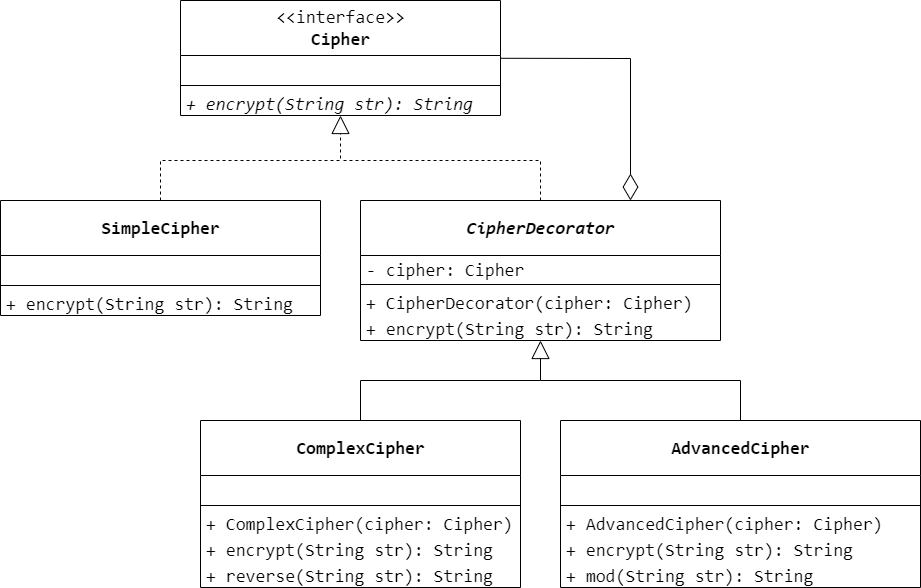 <<interface>>
Cipher
+ encrypt(String str): String
SimpleCipher
+ encrypt(String str): String
CipherDecorator
- cipher: Cipher
+ CipherDecorator(cipher: Cipher)
+ encrypt(String str): String
ComplexCipher
+ ComplexCipher(cipher: Cipher)
+ encrypt(String str): String
+ reverse(String str): String
AdvancedCipher
+ AdvancedCipher(cipher: Cipher)
+ encrypt(String str): String
+ mod(String str): String